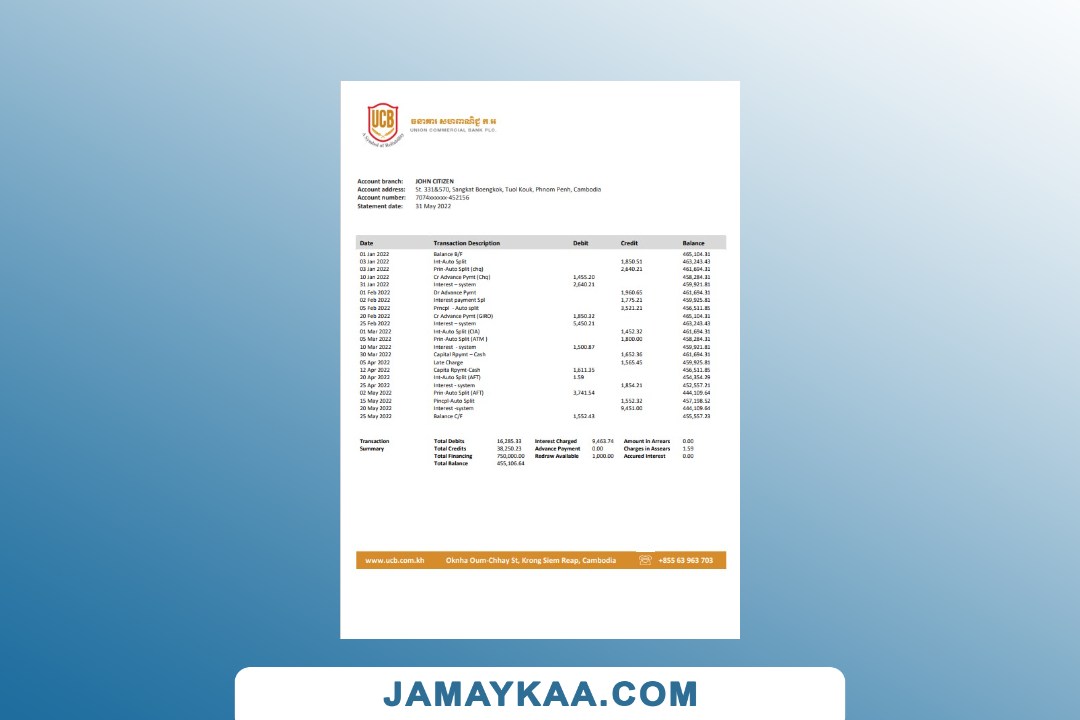 UCB
A Symbol of Reliability
ធនាគារ សហពាណិជ្ជ ភ អ
UNION COMMERCIAL BANK PLC.
Account branch: JOHN CITIZEN
Account address: St. 331&570, Sangkat Boengkok, Tuol Kouk, Phnom Penh, Cambodia
Account number: 7074xxxxxx-452156
Statement date: 31 May 2022
Date Transaction Description Debit Credit Balance
01 Jan 2022 Balance B/F 465,104.31
03 Jan 2022 Int-Auto Split 1,850.51 463,243.43
03 Jan 2022 Prin-Auto Split (chq) 2,640.21 461,694.31
10 Jan 2022 Cr Advance Pymt (Chq) 1,455.20 458,284.31
31 Jan 2022 Interest – system 2,640.21 459,921.81
01 Feb 2022 Dr Advance Pymt 1,960.65 461,694.31
02 Feb 2022 Interest payment Spl 1,775.21 459,925.81
05 Feb 2022 Prncpl - Auto split 3,521.21 456,511.85
20 Feb 2022 Cr Advance Pymt (GIRO) 1,850.32 465,104.31
25 Feb 2022 Interest – system 5,450.21 463,243.43
01 Mar 2022 Int-Auto Split (CIA) 1,452.32 461,694.31
05 Mar 2022 Prin-Auto Split (ATM ) 1,800.00 458,284.31
10 Mar 2022 Interest - system 1,500.87 459,921.81
30 Mar 2022 Capital Rpymt – Cash 1,652.36 461,694.31
05 Apr 2022 Late Charge 1,565.45 459,925.81
12 Apr 2022 Capita Rpymt-Cash 1,611.35 456,511.85
20 Apr 2022 Int-Auto Split (AFT) 1.59 454,354.29
25 Apr 2022 Interest - system 1,854.21 452,557.21
02 May 2022 Prin-Auto Split (AFT) 3,741.54 444,109.64
15 May 2022 Pincpl-Auto Split 1,552.32 457,198.52
20 May 2022 Interest -system 9,451.00 444,109.64
25 May 2022 Balance C/F 1,552.43 455,557.23
Transaction Total Debits 16,285.33 Interest Charged 9,463.74 Amount in Arrears 0.00
Summary Total Credits 38,250.23 Advance Payment 0.00 Charges in Assears 1.59
Total Financing 750,000.00 Redraw Available 1,000.00 Accured Interest 0.00
Total Balance 455,106.64
www.ucb.com.kh Oknha Oum-Chhay St, Krong Siem Reap, Cambodia +855 63 963 703
JAMAYKAA.COM